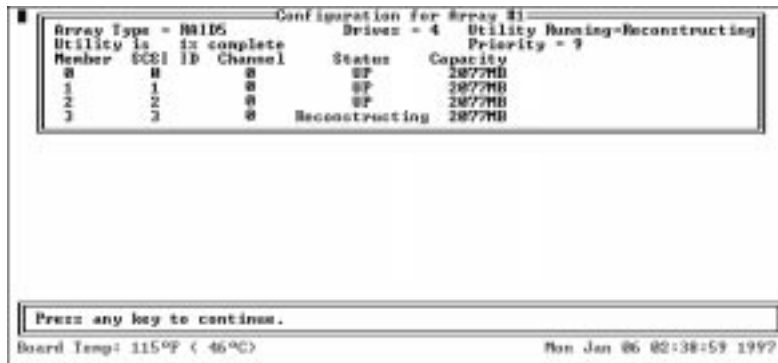 Configuration for Array #1
Array Type = RAID5 Drives = 4 Utility Running=Reconstructing
Utility is 1% complete Priority = 9
Member SCSI ID Channel Status Capacity
0 0 0 UP 2077MB
1 1 0 UP 2077MB
2 2 0 UP 2077MB
3 3 0 Reconstructing 2077MB
Press any key to continue.
Board Temp: 115°F ( 46°C) Mon Jan 06 02:38:59 1997